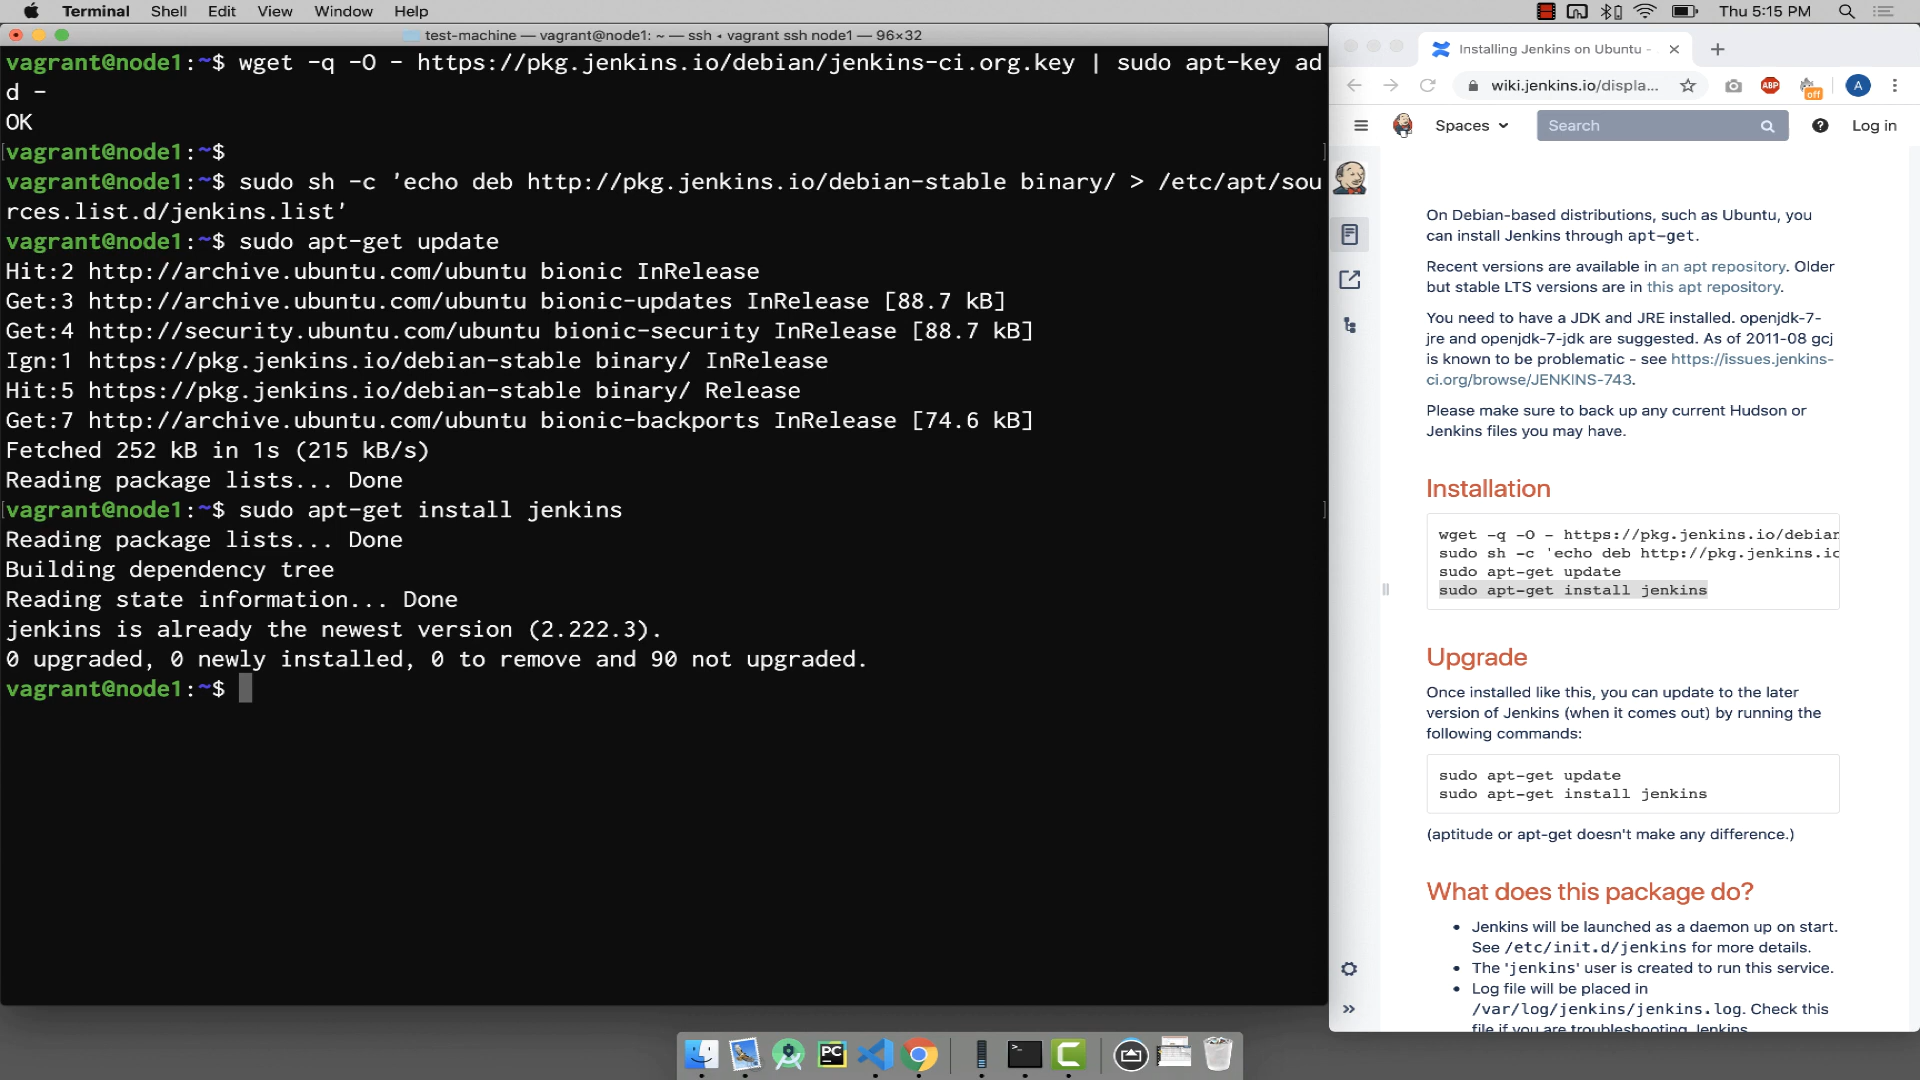 Terminal Shell Edit View Window Help Thu 5:15 PM
test-machine — vagrant@node1: ~ — ssh ◂ vagrant ssh node1 — 96×32
vagrant@node1:~$ wget -q -O - https://pkg.jenkins.io/debian/jenkins-ci.org.key | sudo apt-key ad
d -
OK
vagrant@node1:~$
vagrant@node1:~$ sudo sh -c 'echo deb http://pkg.jenkins.io/debian-stable binary/ > /etc/apt/sou
rces.list.d/jenkins.list'
vagrant@node1:~$ sudo apt-get update
Hit:2 http://archive.ubuntu.com/ubuntu bionic InRelease
Get:3 http://archive.ubuntu.com/ubuntu bionic-updates InRelease [88.7 kB]
Get:4 http://security.ubuntu.com/ubuntu bionic-security InRelease [88.7 kB]
Ign:1 https://pkg.jenkins.io/debian-stable binary/ InRelease
Hit:5 https://pkg.jenkins.io/debian-stable binary/ Release
Get:7 http://archive.ubuntu.com/ubuntu bionic-backports InRelease [74.6 kB]
Fetched 252 kB in 1s (215 kB/s)
Reading package lists... Done
vagrant@node1:~$ sudo apt-get install jenkins
Reading package lists... Done
Building dependency tree
Reading state information... Done
jenkins is already the newest version (2.222.3).
0 upgraded, 0 newly installed, 0 to remove and 90 not upgraded.
vagrant@node1:~$
Installing Jenkins on Ubuntu -
wiki.jenkins.io/displa... ABP off A
Spaces Search ? Log in
On Debian-based distributions, such as Ubuntu, you
can install Jenkins through apt-get.
Recent versions are available in an apt repository. Older
but stable LTS versions are in this apt repository.
You need to have a JDK and JRE installed. openjdk-7-
jre and openjdk-7-jdk are suggested. As of 2011-08 gcj
is known to be problematic - see https://issues.jenkins-
ci.org/browse/JENKINS-743.
Please make sure to back up any current Hudson or
Jenkins files you may have.
Installation
wget -q -O - https://pkg.jenkins.io/debian
sudo sh -c 'echo deb http://pkg.jenkins.io
sudo apt-get update
sudo apt-get install jenkins
Upgrade
Once installed like this, you can update to the later
version of Jenkins (when it comes out) by running the
following commands:
sudo apt-get update
sudo apt-get install jenkins
(aptitude or apt-get doesn't make any difference.)
What does this package do?
• Jenkins will be launched as a daemon up on start.
See /etc/init.d/jenkins for more details.
• The 'jenkins' user is created to run this service.
• Log file will be placed in
/var/log/jenkins/jenkins.log. Check this
file if you are troubleshooting Jenkins
PC